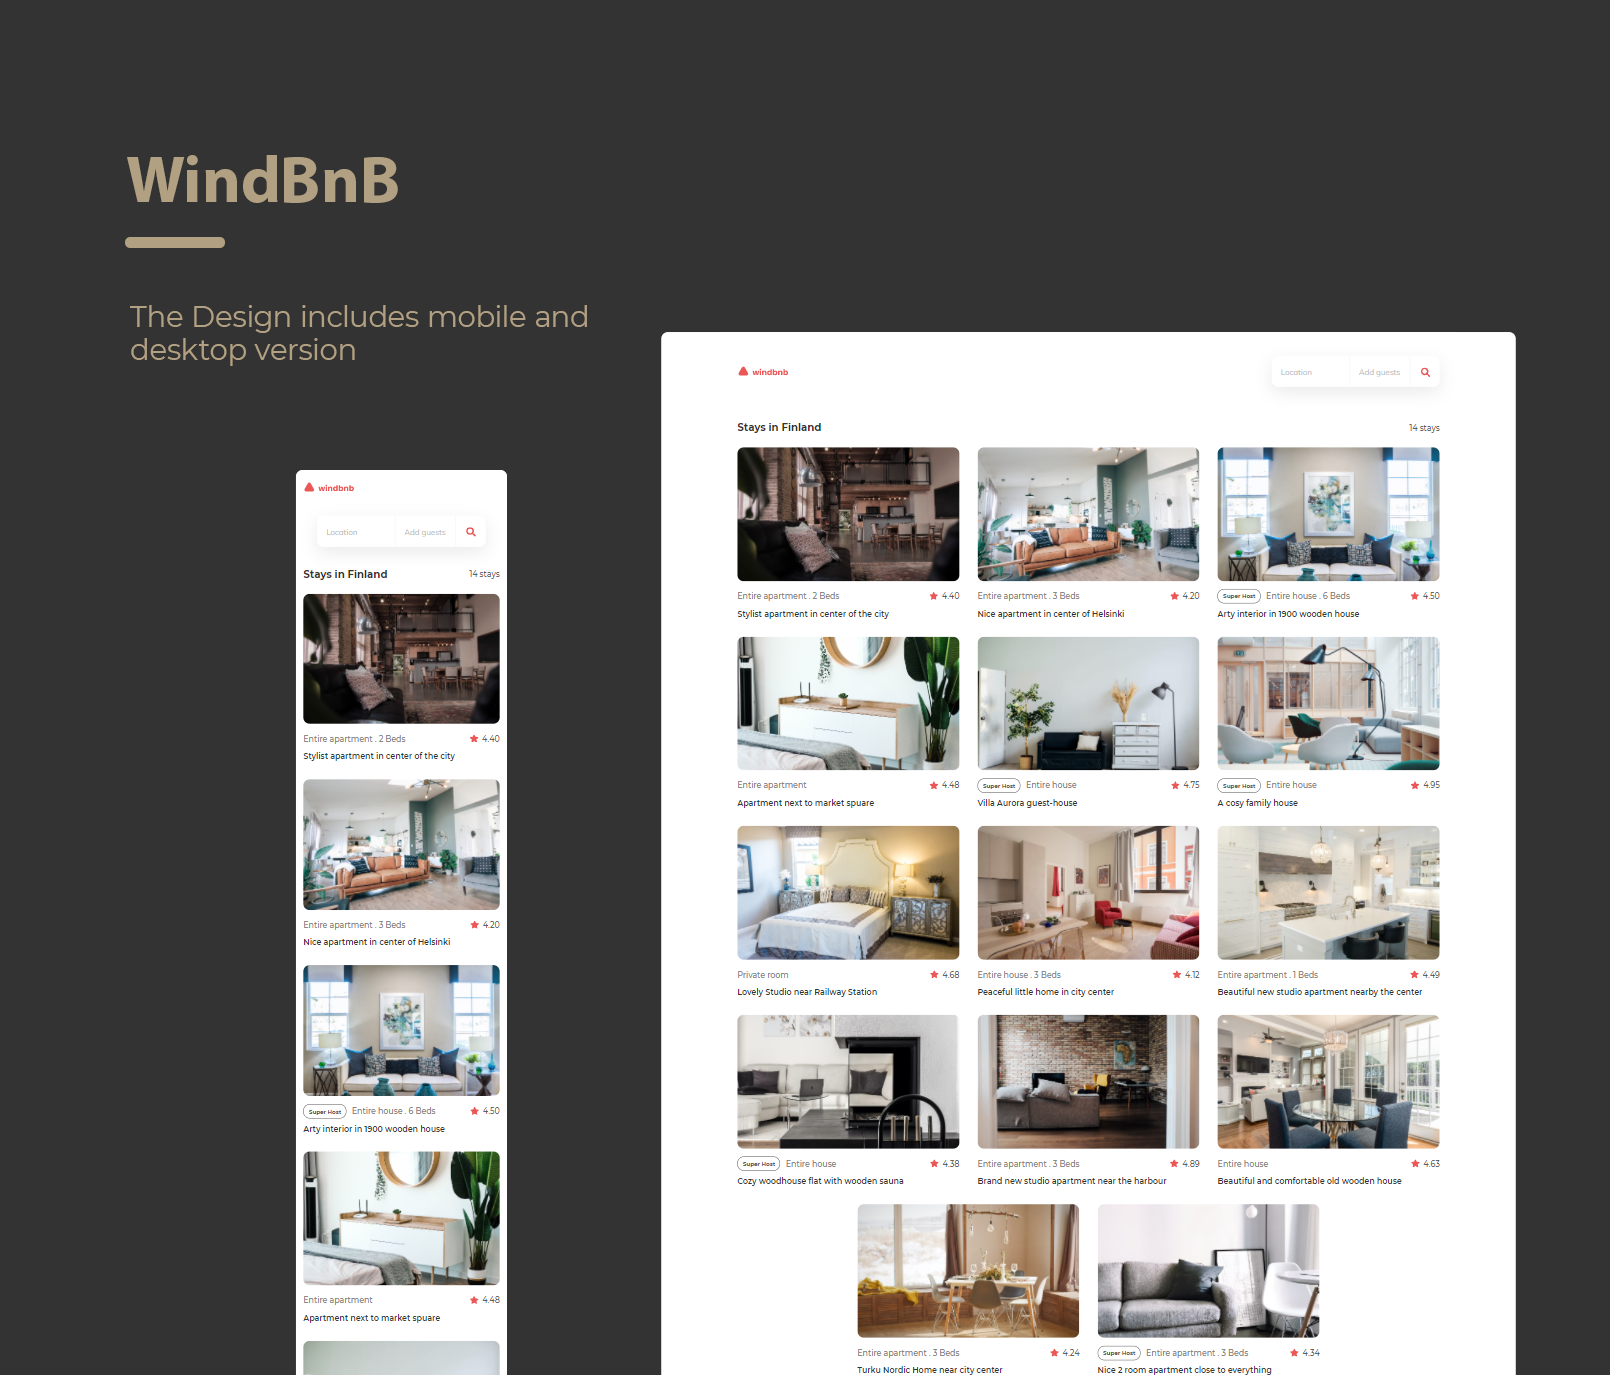 WindBnB
The Design includes mobile and
desktop version
windbnb
Location
Add guests
Stays in Finland
14 stays
Entire apartment . 2 Beds
4.40
Stylist apartment in center of the city
Entire apartment . 3 Beds
4.20
Nice apartment in center of Helsinki
Super Host
Entire house . 6 Beds
4.50
Arty interior in 1900 wooden house
Entire apartment
4.48
Apartment next to market spuare
windbnb
Location
Add guests
Stays in Finland
14 stays
Entire apartment . 2 Beds
4.40
Stylist apartment in center of the city
Entire apartment . 3 Beds
4.20
Nice apartment in center of Helsinki
Super Host
Entire house . 6 Beds
4.50
Arty interior in 1900 wooden house
Entire apartment
4.48
Apartment next to market spuare
Super Host
Entire house
4.75
Villa Aurora guest-house
Super Host
Entire house
4.95
A cosy family house
Private room
4.68
Lovely Studio near Railway Station
Entire house . 3 Beds
4.12
Peaceful little home in city center
Entire apartment . 1 Beds
4.49
Beautiful new studio apartment nearby the center
Super Host
Entire house
4.38
Cozy woodhouse flat with wooden sauna
Entire apartment . 3 Beds
4.89
Brand new studio apartment near the harbour
Entire house
4.63
Beautiful and comfortable old wooden house
Entire apartment . 3 Beds
4.24
Turku Nordic Home near city center
Super Host
Entire apartment . 3 Beds
4.34
Nice 2 room apartment close to everything